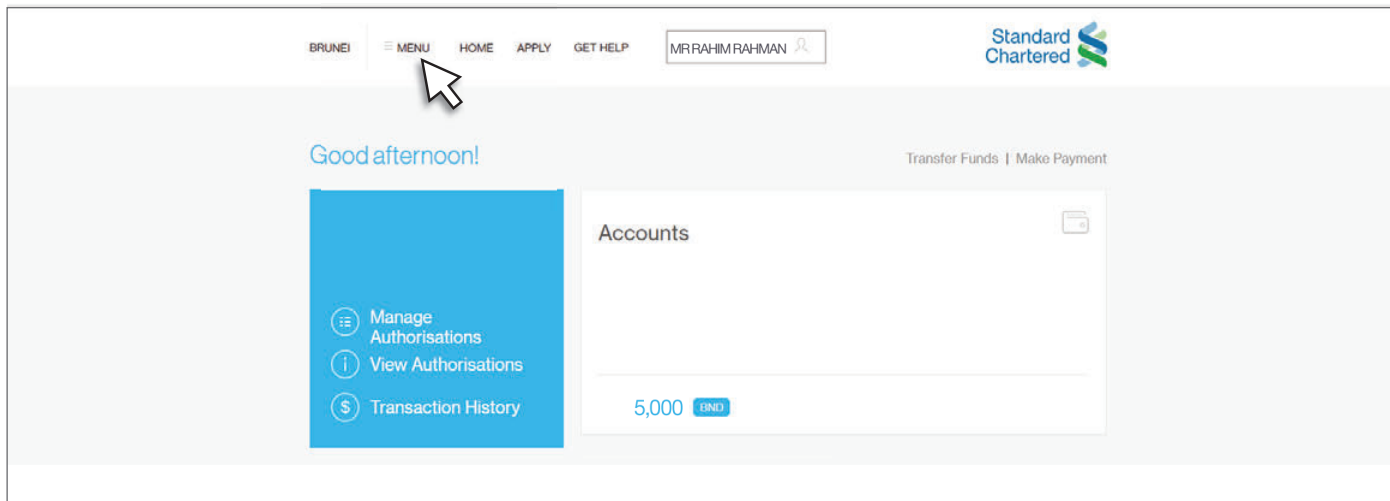 BRUNEI MENU HOME APPLY GET HELP MR RAHIM RAHMAN
Standard
Chartered
Good afternoon!
Transfer Funds | Make Payment
Manage
Authorisations
View Authorisations
Transaction History
Accounts
5,000 BND